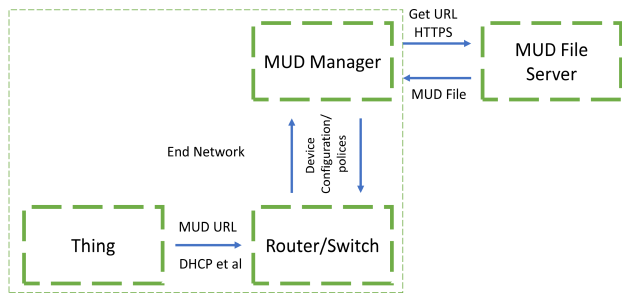 Get URL
HTTPS
MUD Manager
MUD File
Server
MUD File
End Network
Device
Configuration/
polices
MUD URL
Thing
Router/Switch
DHCP et al